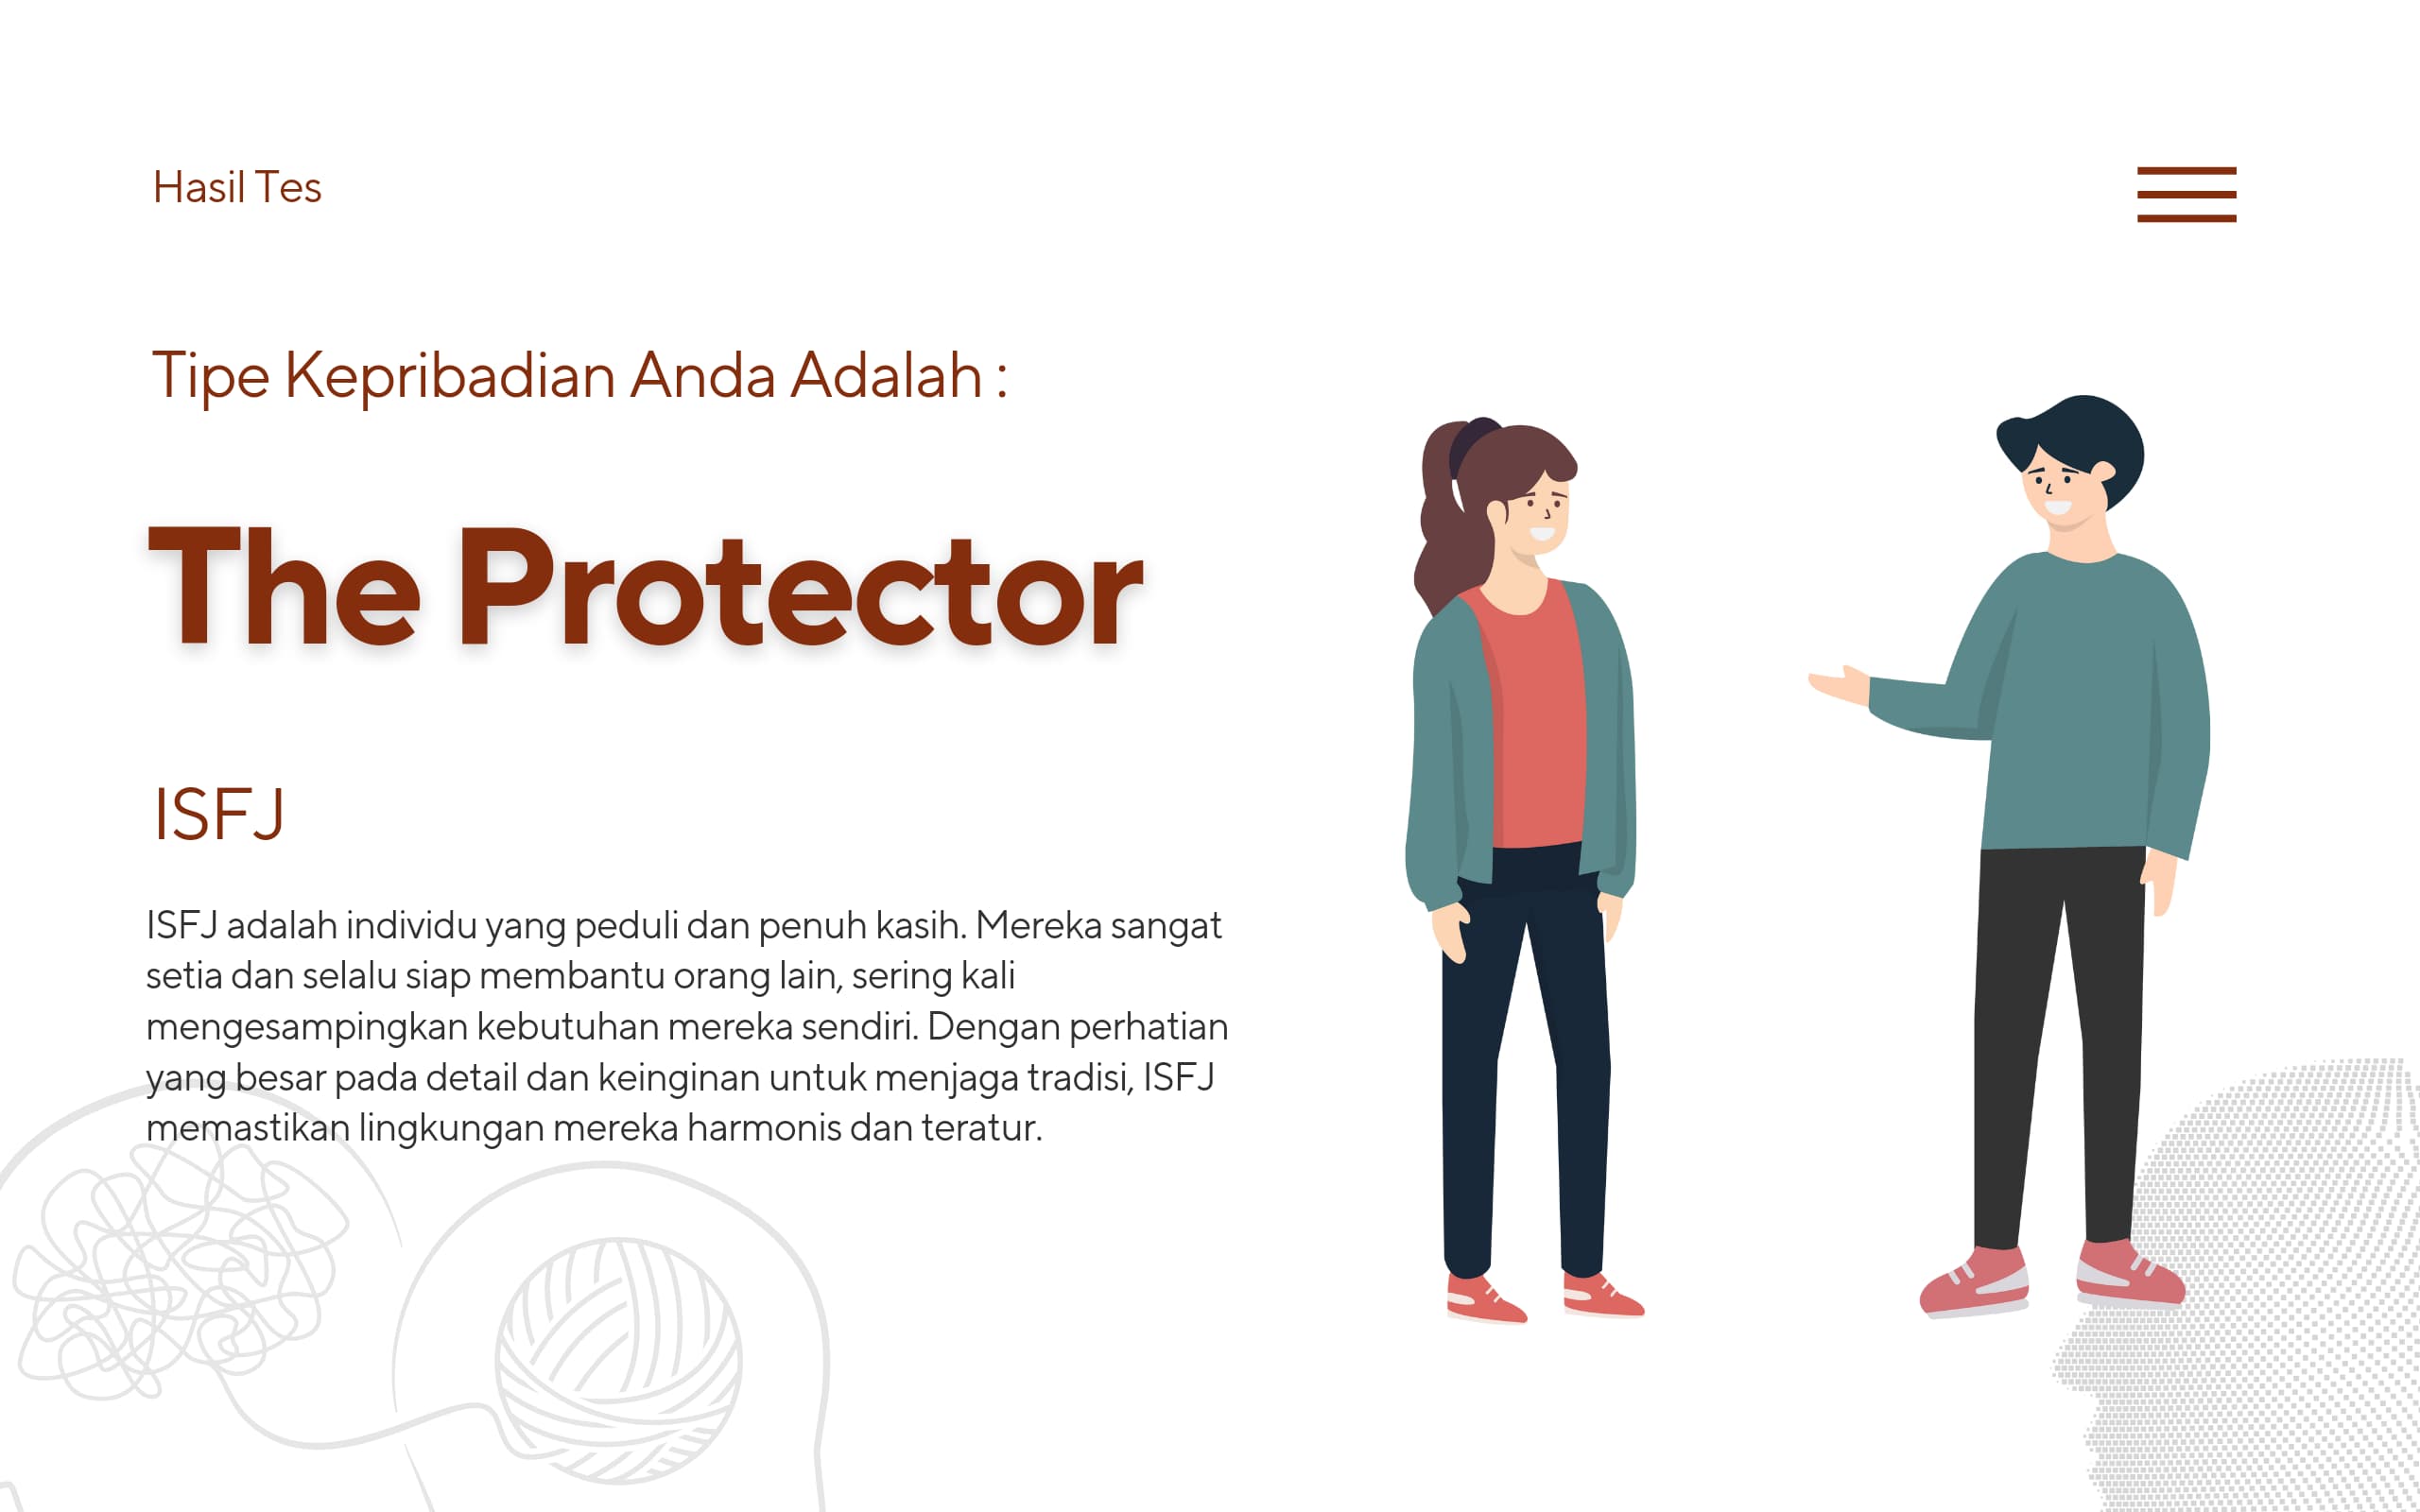 Hasil Tes
Tipe Kepribadian Anda Adalah :
The Protector
ISFJ
ISFJ adalah individu yang peduli dan penuh kasih. Mereka sangat
setia dan selalu siap membantu orang lain, sering kali
mengesampingkan kebutuhan mereka sendiri. Dengan perhatian
yang besar pada detail dan keinginan untuk menjaga tradisi, ISFJ
memastikan lingkungan mereka harmonis dan teratur.